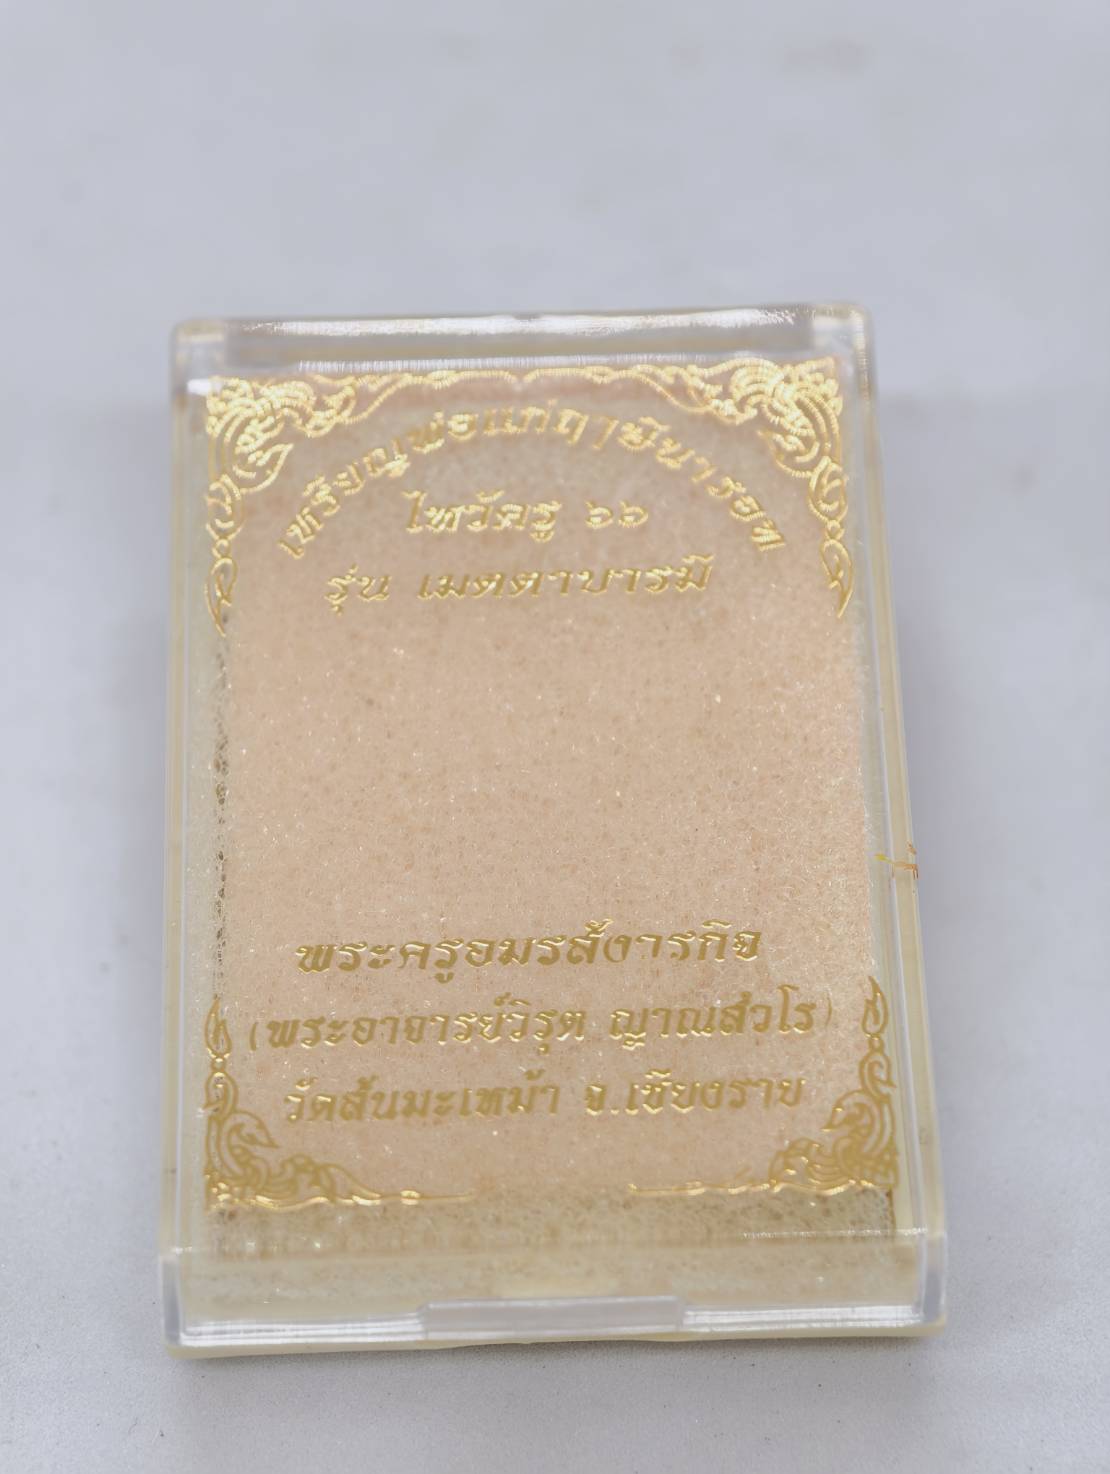 เหรียญพ่อแก่ฤๅษีนารอท
ไหว้ครู ๖๖
รุ่น เมตตาบารมี
พระครูอมรสังฆารกิจ
(พระอาจารย์วิรุต ญาณสํวโร)
วัดสันมะเหม้า จ.เชียงราย